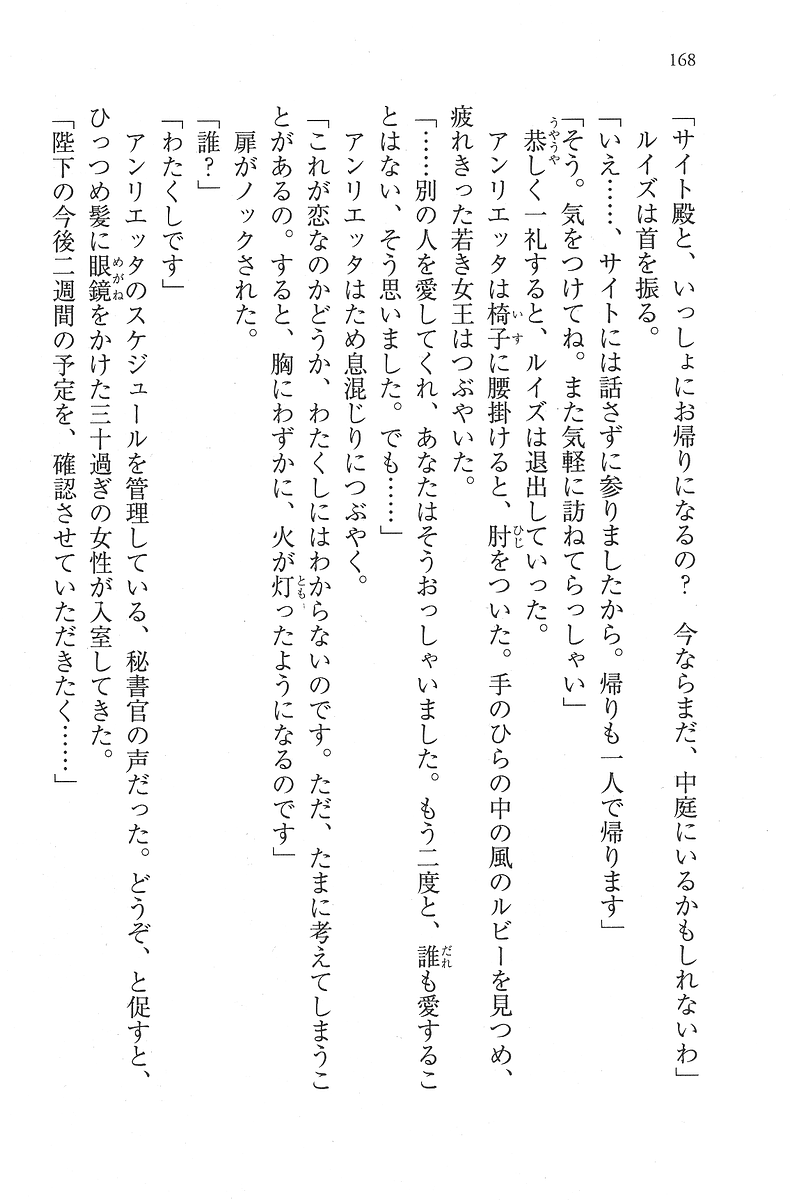 168
「サイト殿と、いっしょにお帰りになるの?　今ならまだ、中庭にいるかもしれないわ」
ルイズは首を振る。
「いえ……、サイトには話さずに参りましたから。帰りも一人で帰ります」
「そう。気をつけてね。また気軽に訪ねてらっしゃい」
恭しく一礼すると、ルイズは退出していった。
アンリエッタは椅子に腰掛けると、肘をついた。手のひらの中の風のルビーを見つめ、
疲れきった若き女王はつぶやいた。
「……別の人を愛してくれ、あなたはそうおっしゃいました。もう二度と、誰も愛するこ
とはない、そう思いました。でも……」
アンリエッタはため息混じりにつぶやく。
「これが恋なのかどうか、わたくしにはわからないのです。ただ、たまに考えてしまうこ
とがあるの。すると、胸にわずかに、火が灯ったようになるのです」
扉がノックされた。
「誰?」
「わたくしです」
アンリエッタのスケジュールを管理している、秘書官の声だった。どうぞ、と促すと、
ひっつめ髪に眼鏡をかけた三十過ぎの女性が入室してきた。
「陛下の今後二週間の予定を、確認させていただきたく……」